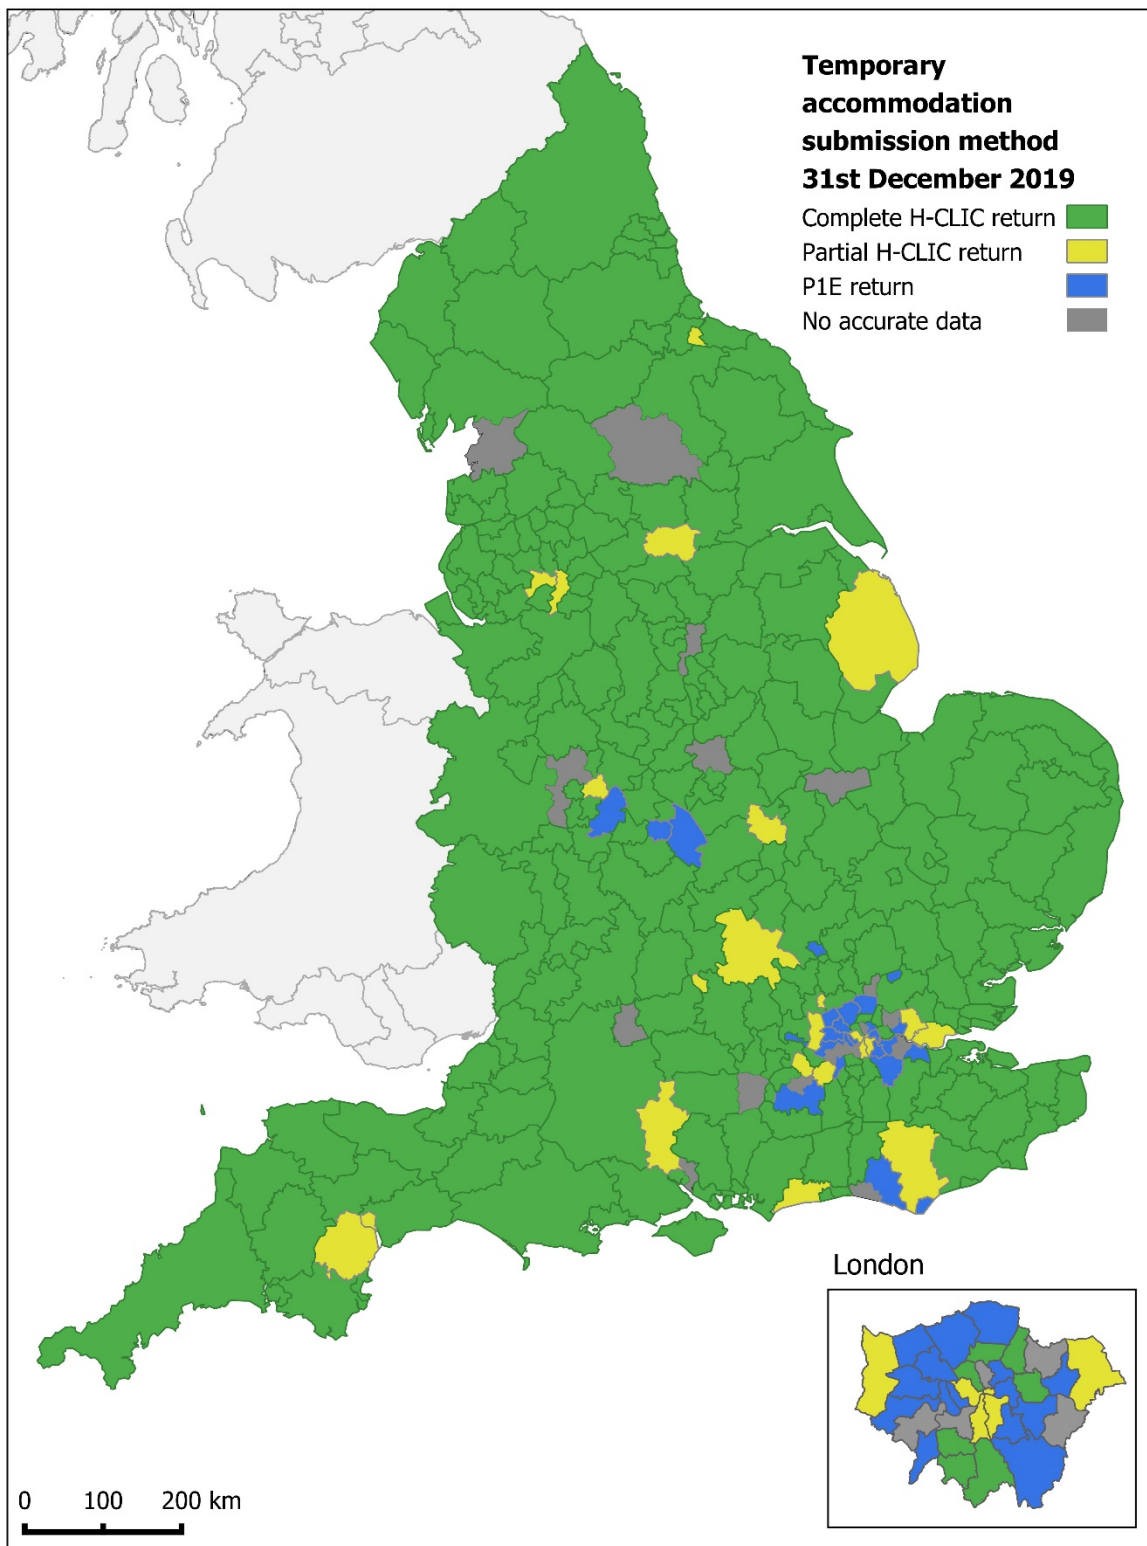 Temporary
accommodation
submission method
31st December 2019
Complete H-CLIC return
Partial H-CLIC return
P1E return
No accurate data
London
0 100 200 km